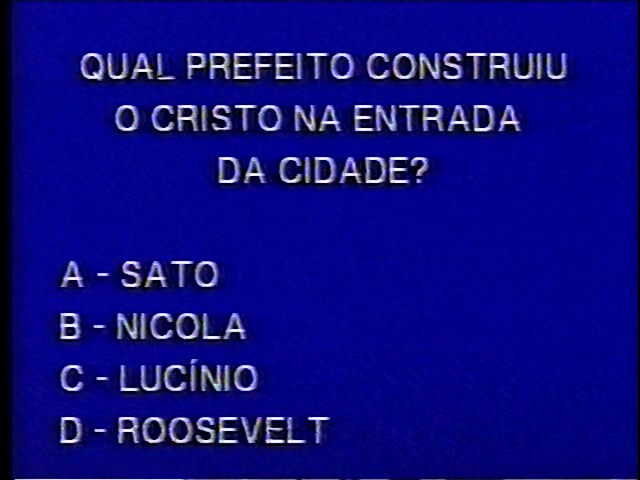 QUAL PREFEITO CONSTRUIU
O CRISTO NA ENTRADA
DA CIDADE?
A - SATO
B - NICOLA
C - LUCÍNIO
D - ROOSEVELT